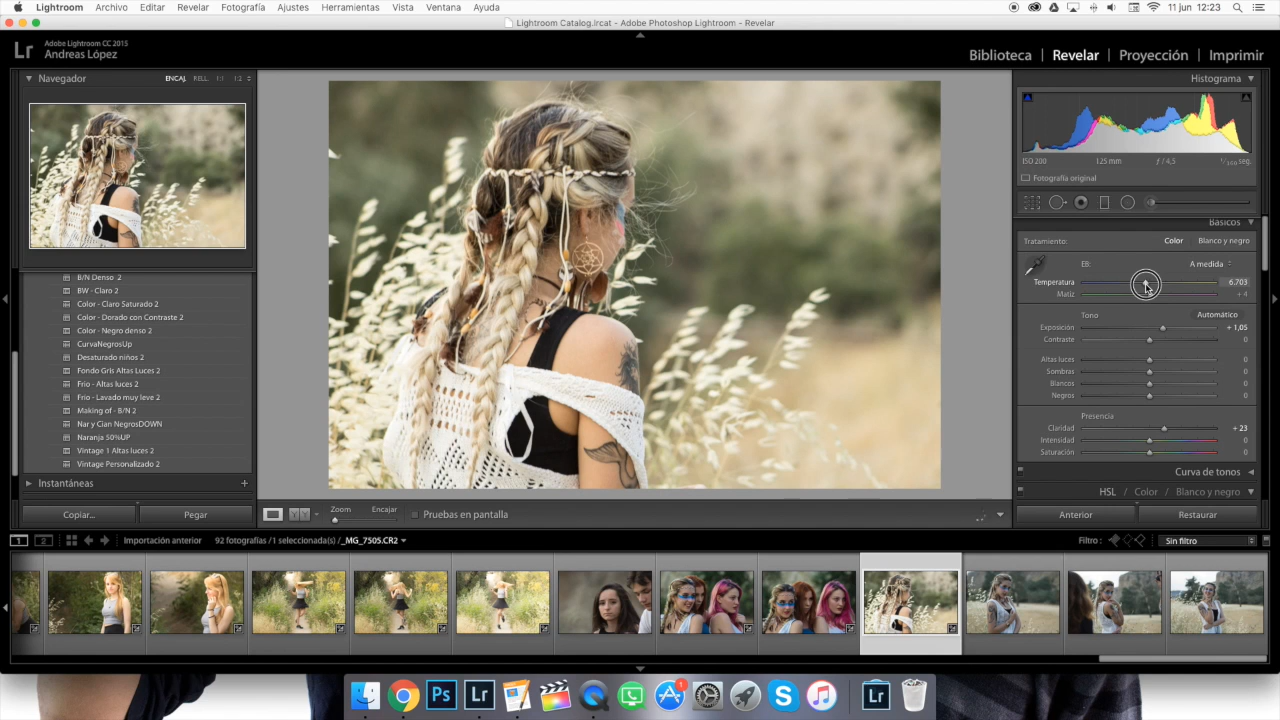 Lightroom Archivo Editar Revelar Fotografía Ajustes Herramientas Vista Ventana Ayuda
11 jun 12:23
Lightroom Catalog.lrcat - Adobe Photoshop Lightroom - Revelar
Lr
Adobe Lightroom CC 2015
Andreas López
Biblioteca | Revelar | Proyección | Imprimir
Navegador ENCAJ. RELL. 1:1 1:2
B/N Denso 2
BW - Claro 2
Color - Claro Saturado 2
Color - Dorado con Contraste 2
Color - Negro denso 2
CurvaNegrosUp
Desaturado niños 2
Fondo Gris Altas Luces 2
Frio - Altas luces 2
Frio - Lavado muy leve 2
Making of - B/N 2
Nar y Cian NegrosDOWN
Naranja 50%UP
Vintage 1 Altas luces 2
Vintage Personalizado 2
Instantáneas +
Copiar... Pegar
Zoom Encajar
Pruebas en pantalla
Histograma
ISO 200 125 mm ƒ / 4,5 seg.
Fotografía original
Básicos
Tratamiento: Color Blanco y negro
EB: A medida
Temperatura 6.703
Matiz + 4
Tono Automático
Exposición + 1,05
Contraste 0
Altas luces 0
Sombras 0
Blancos 0
Negros 0
Presencia
Claridad + 23
Intensidad 0
Saturación 0
Curva de tonos
HSL / Color / Blanco y negro
Anterior Restaurar
1 2 Importación anterior 92 fotografías /1 seleccionada(s) /_MG_7505.CR2
Filtro : Sin filtro
Ps Lr 1 S Lr